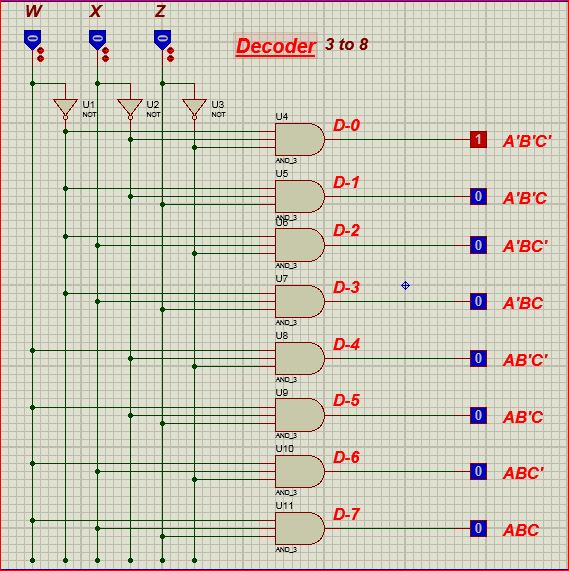 W X Z
0 0 0
Decoder 3 to 8
U1 U2 U3
NOT NOT NOT
U4
D-0
1 A'B'C'
AND_3
U5
D-1
0 A'B'C
AND_3
U6
D-2
0 A'BC'
AND_3
U7
D-3
0 A'BC
AND_3
U8
D-4
0 AB'C'
AND_3
U9
D-5
0 AB'C
AND_3
U10
D-6
0 ABC'
AND_3
U11
D-7
0 ABC
AND_3